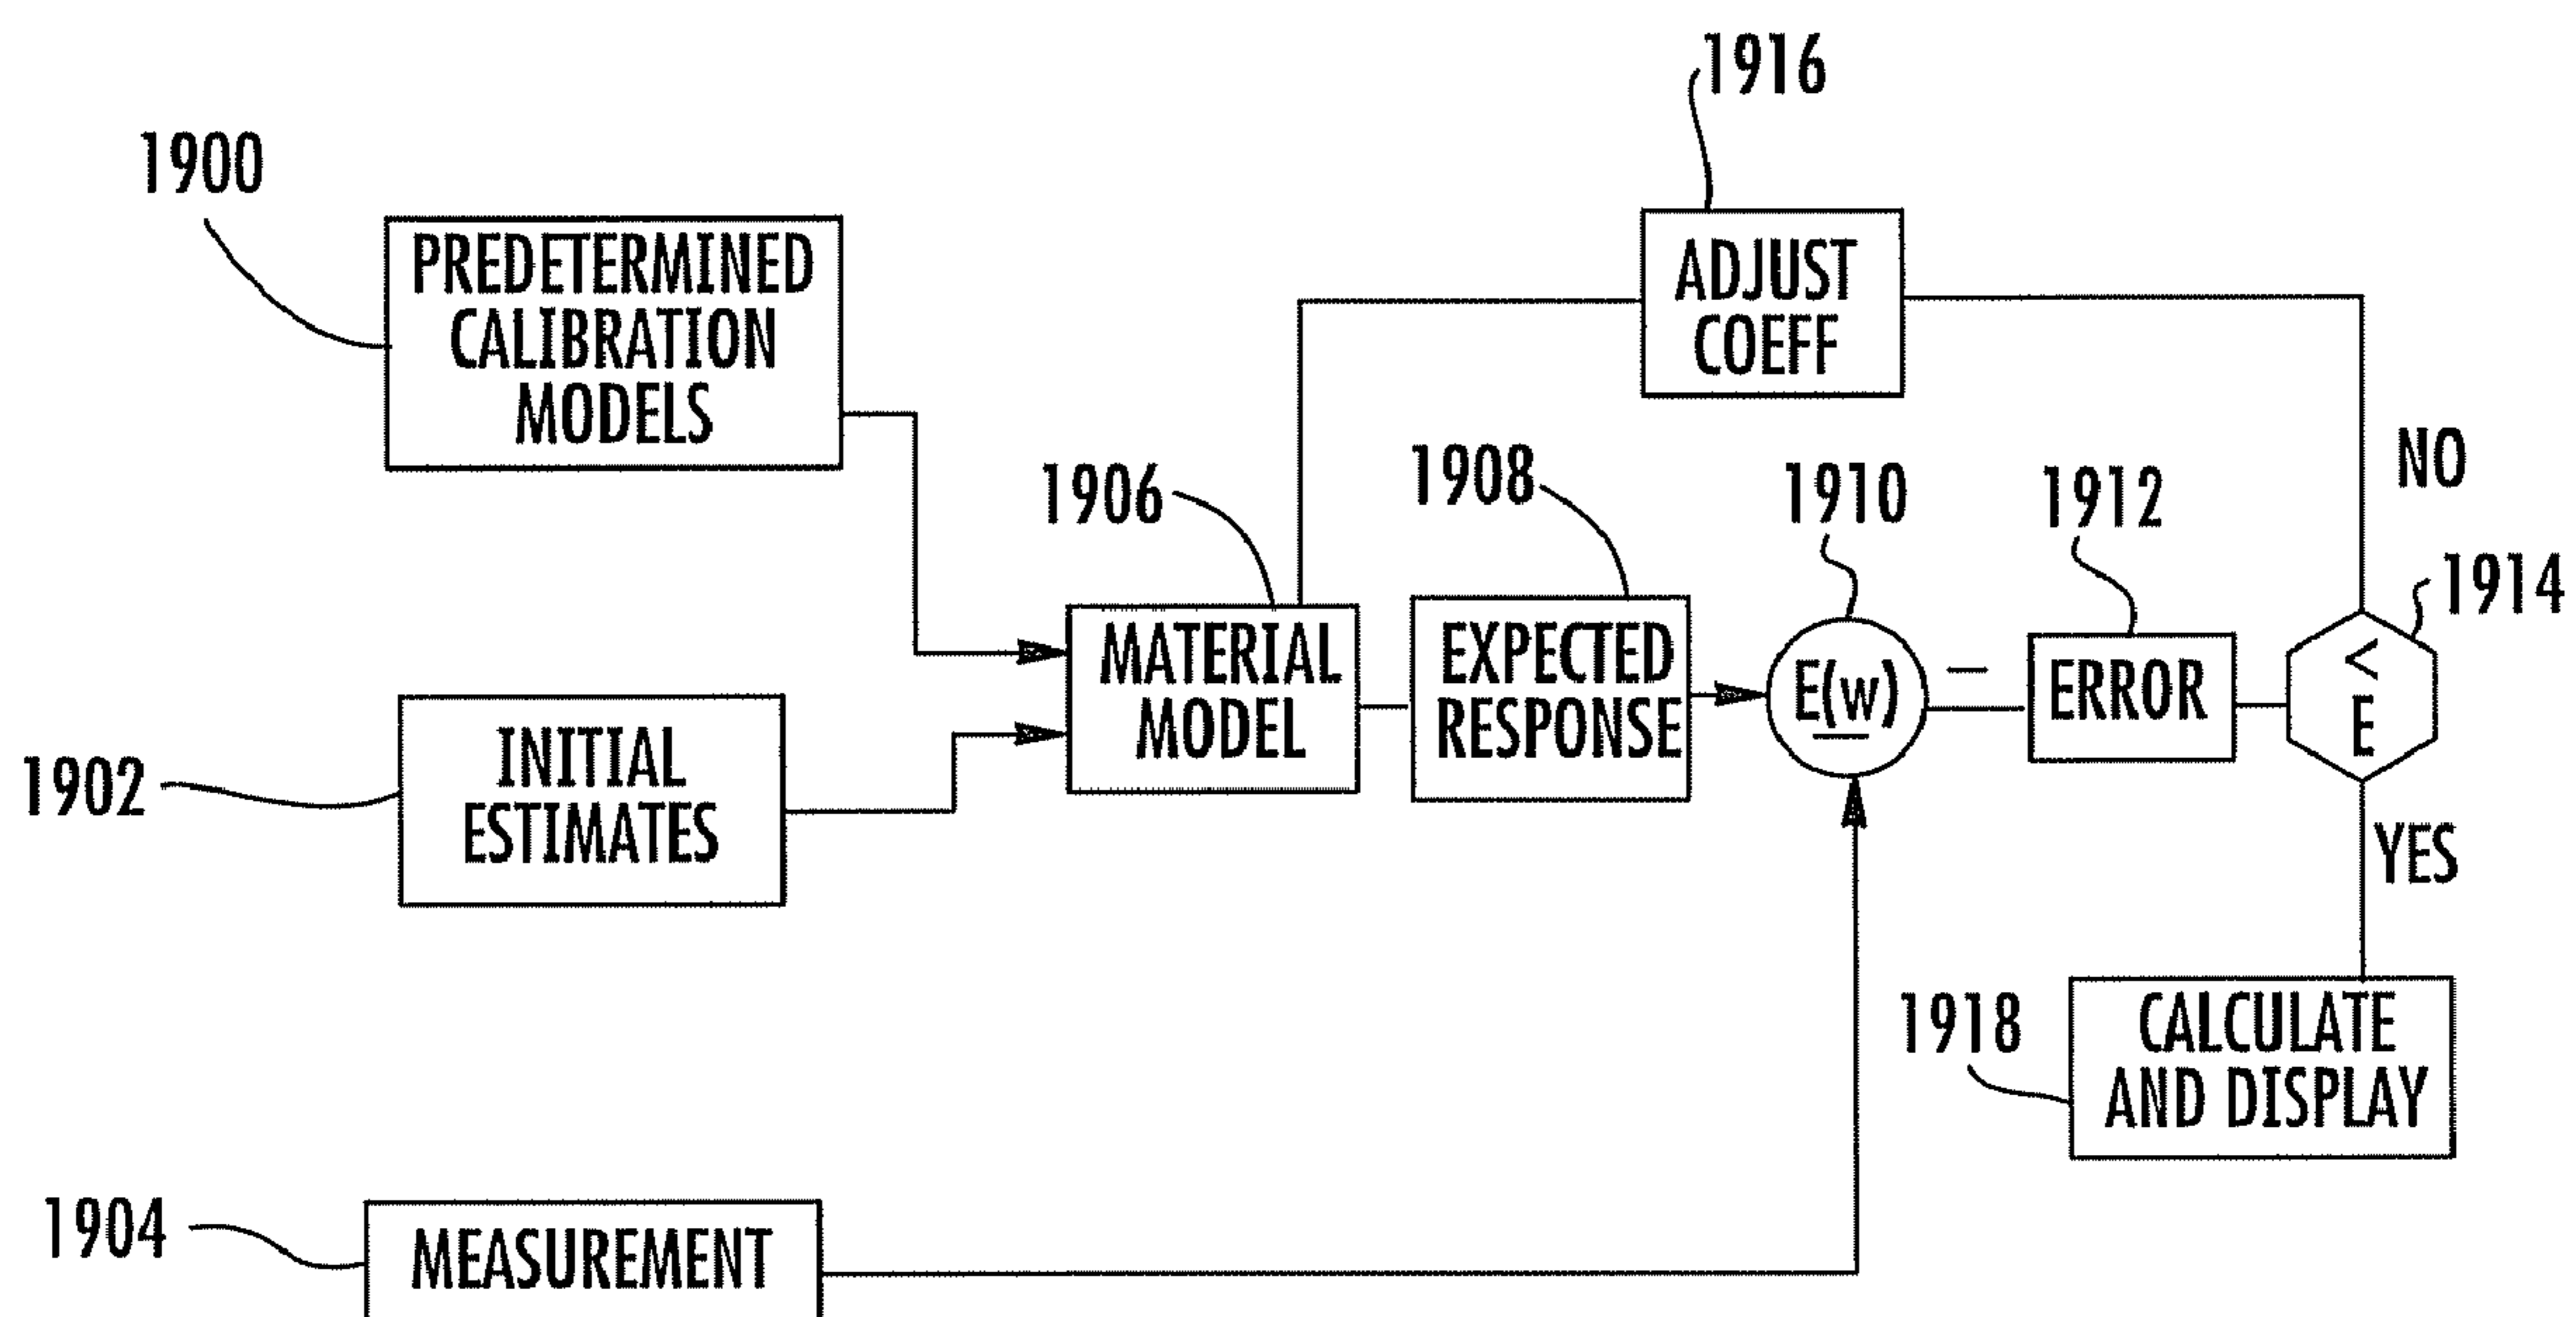 1916
1900
PREDETERMINED
CALIBRATION
MODELS
ADJUST
COEFF
NO
1906
1908
1910
1912
1914
MATERIAL
MODEL
EXPECTED
RESPONSE
E(w)
–
ERROR
<
E
1902
INITIAL
ESTIMATES
YES
1918
CALCULATE
AND DISPLAY
1904
MEASUREMENT